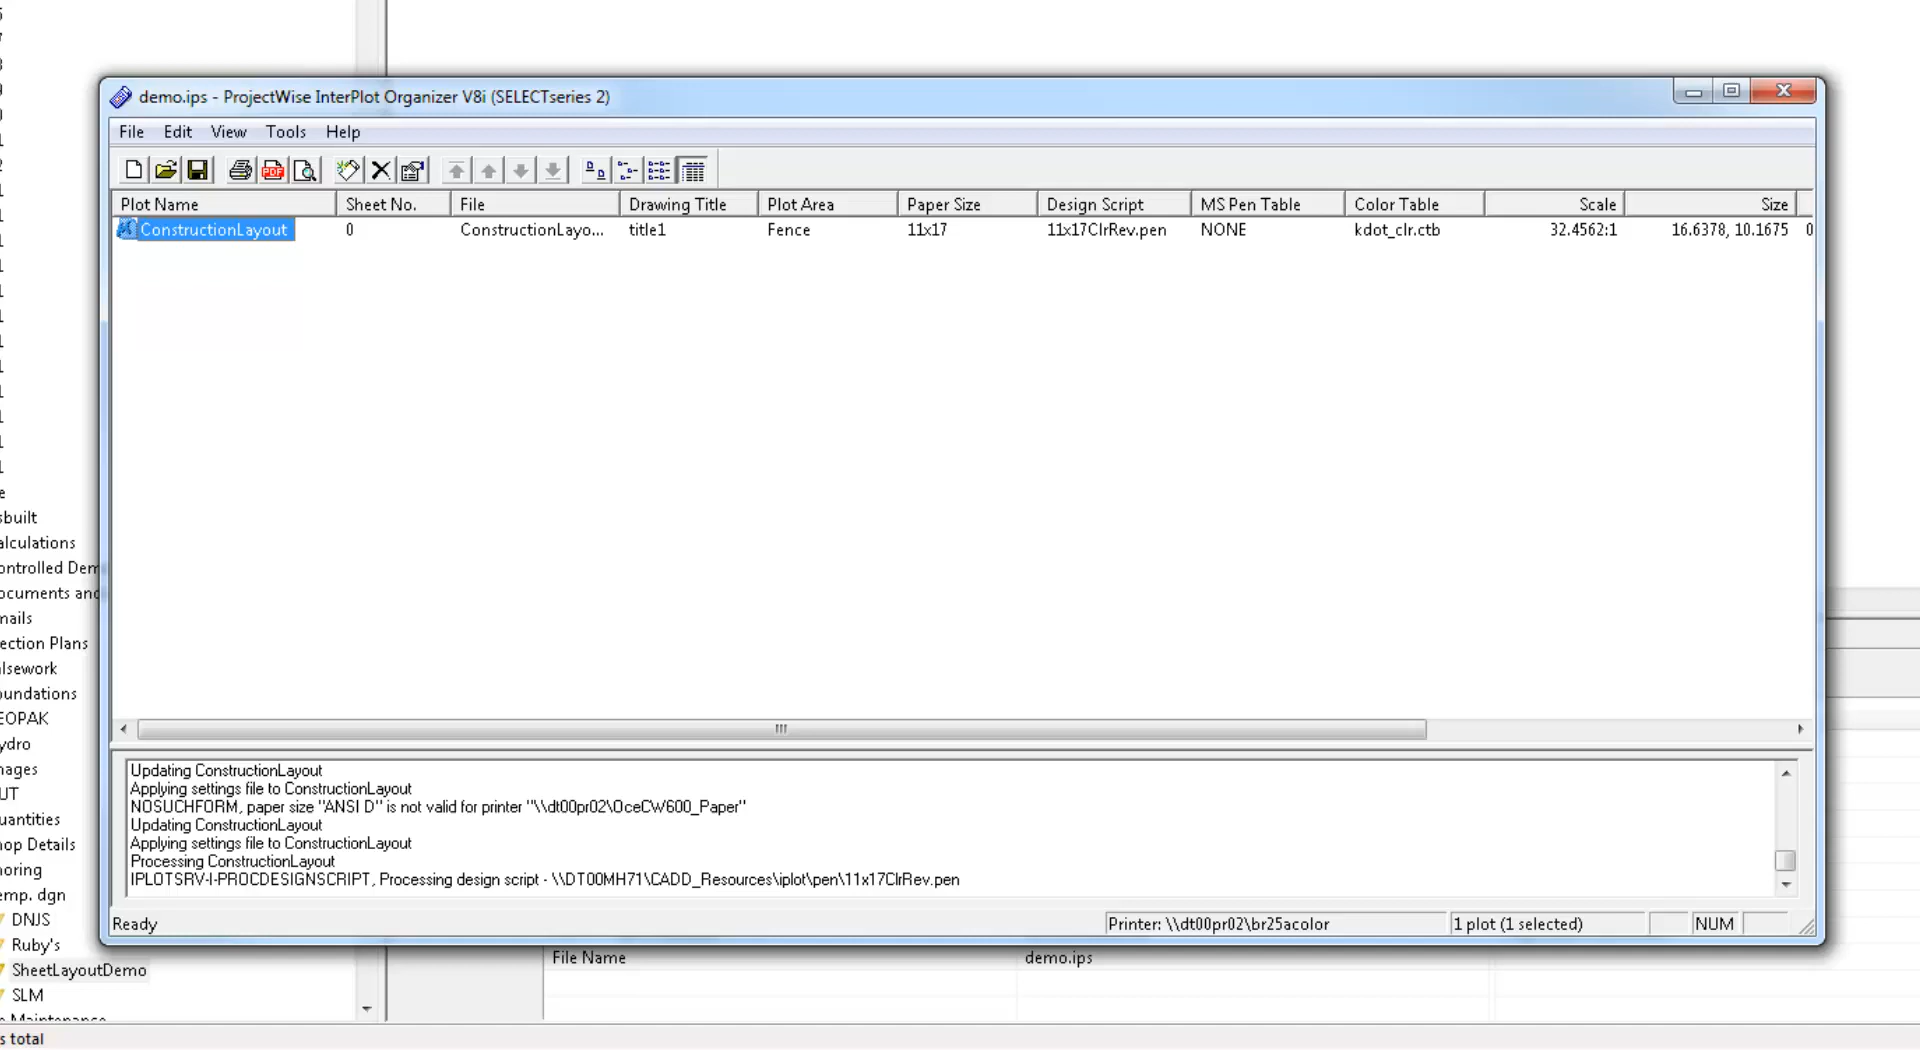 demo.ips - ProjectWise InterPlot Organizer V8i (SELECTseries 2)
File Edit View Tools Help
Plot Name Sheet No. File Drawing Title Plot Area Paper Size Design Script MS Pen Table Color Table Scale Size
ConstructionLayout 0 ConstructionLayo... title1 Fence 11x17 11x17ClrRev.pen NONE kdot_clr.ctb 32.4562:1 16.6378, 10.1675 0
Updating ConstructionLayout
Applying settings file to ConstructionLayout
NOSUCHFORM, paper size "ANSI D" is not valid for printer "\\dt00pr02\OceCW600_Paper"
Updating ConstructionLayout
Applying settings file to ConstructionLayout
Processing ConstructionLayout
IPLOTSRV-I-PROCDESIGNSCRIPT, Processing design script - \\DT00MH71\CADD_Resources\iplot\pen\11x17ClrRev.pen
Ready Printer: \\dt00pr02\br25acolor 1 plot (1 selected) NUM
sbuilt
alculations
ontrolled Dem
ocuments and
mails
ection Plans
lsework
oundations
EOPAK
ydro
mages
UT
uantities
hop Details
horing
emp. dgn
DNJS
Ruby's
SheetLayoutDemo
SLM
File Name demo.ips
s total